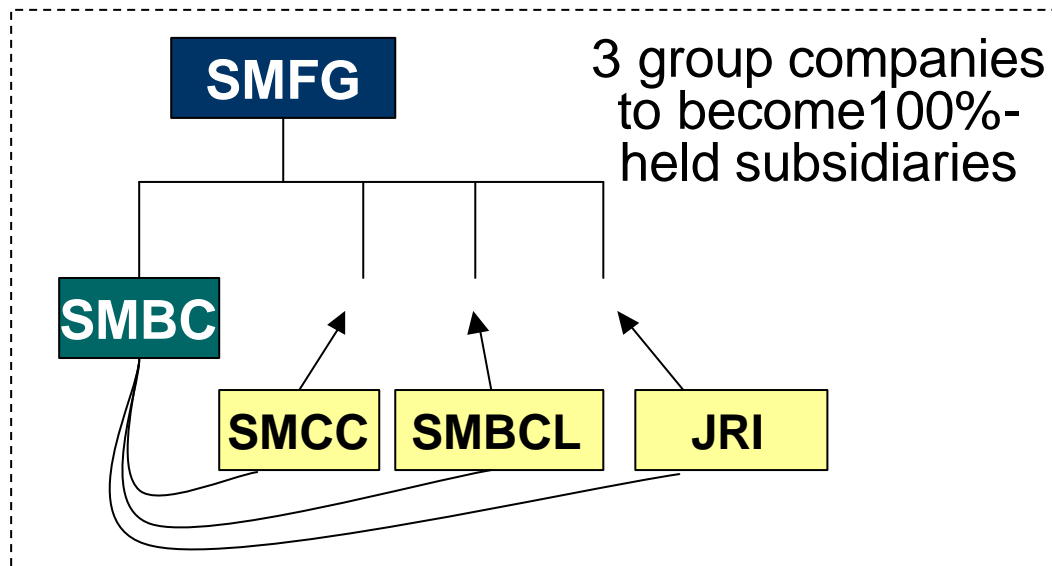 SMFG
3 group companies
to become100%-
held subsidiaries
SMBC
SMCC
SMBCL
JRI